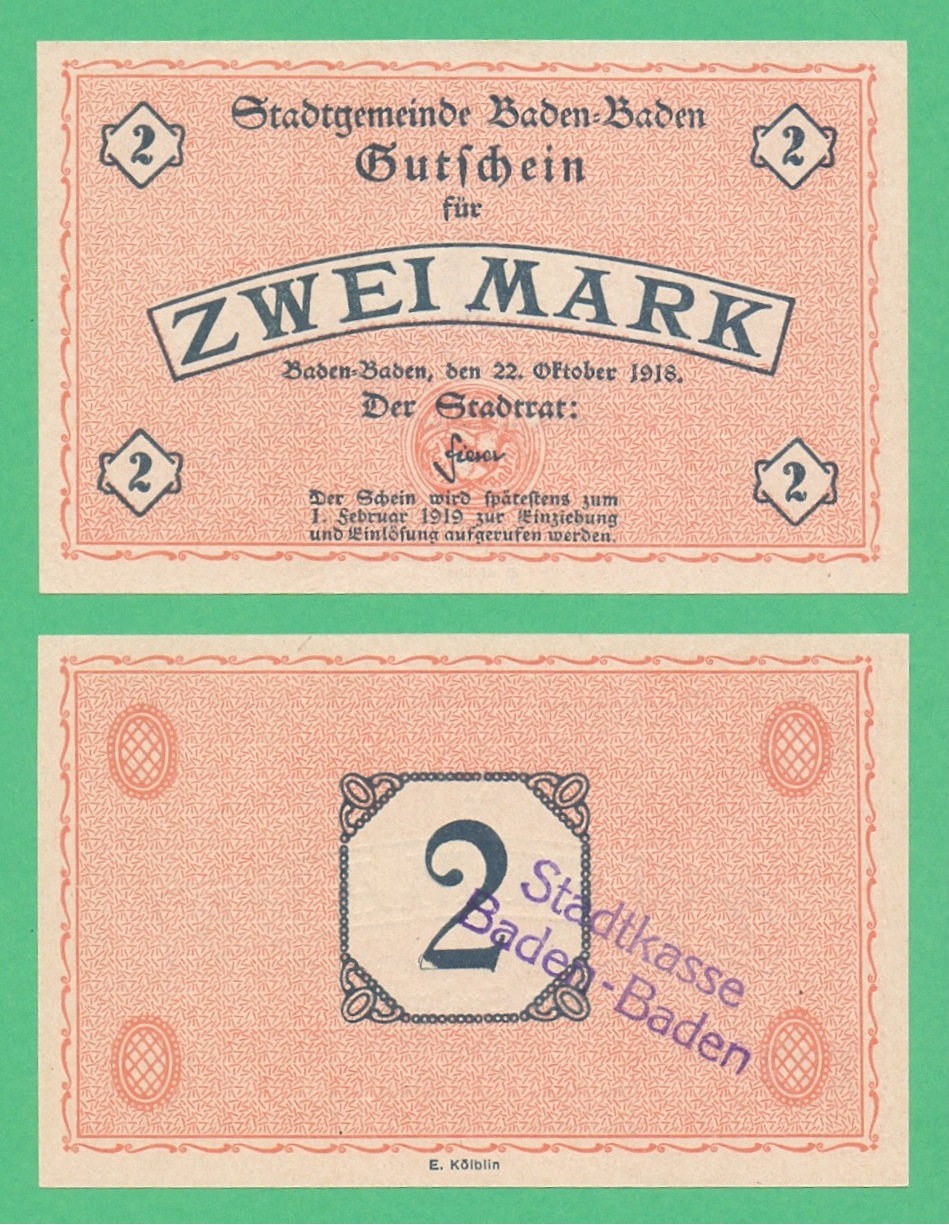 2 2
Stadtgemeinde Baden-Baden
Gutschein
für
ZWEI MARK
Baden-Baden, den 22. Oktober 1918.
Der Stadtrat:
Fieser
Der Schein wird spätestens zum
1. Februar 1919 zur Einziehung
und Einlösung aufgerufen werden.
2 2
2
Stadtkasse
Baden-Baden
E. Kölblin